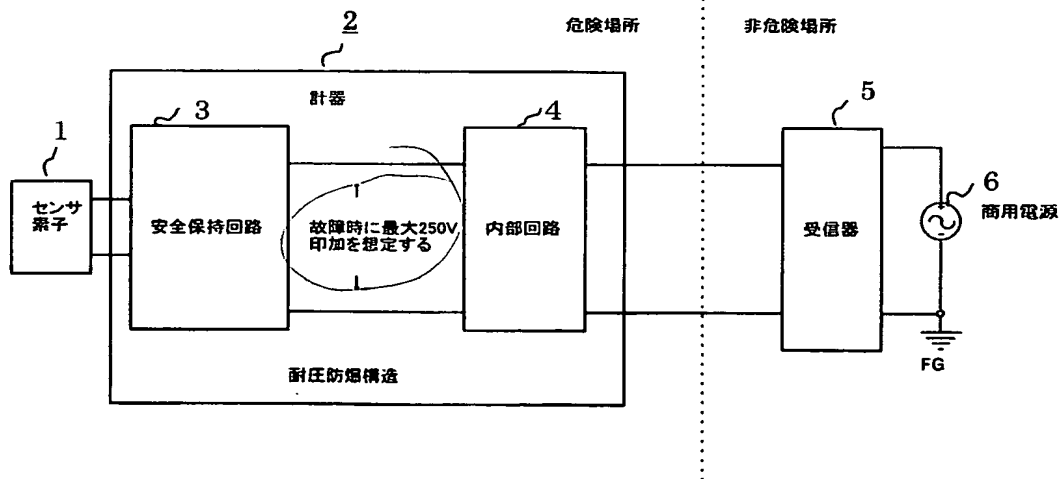 2
危険場所
非危険場所
計器
3
4
5
1
6
センサ
素子
安全保持回路
故障時に最大250V
印加を想定する
内部回路
受信器
商用電源
FG
耐圧防爆構造